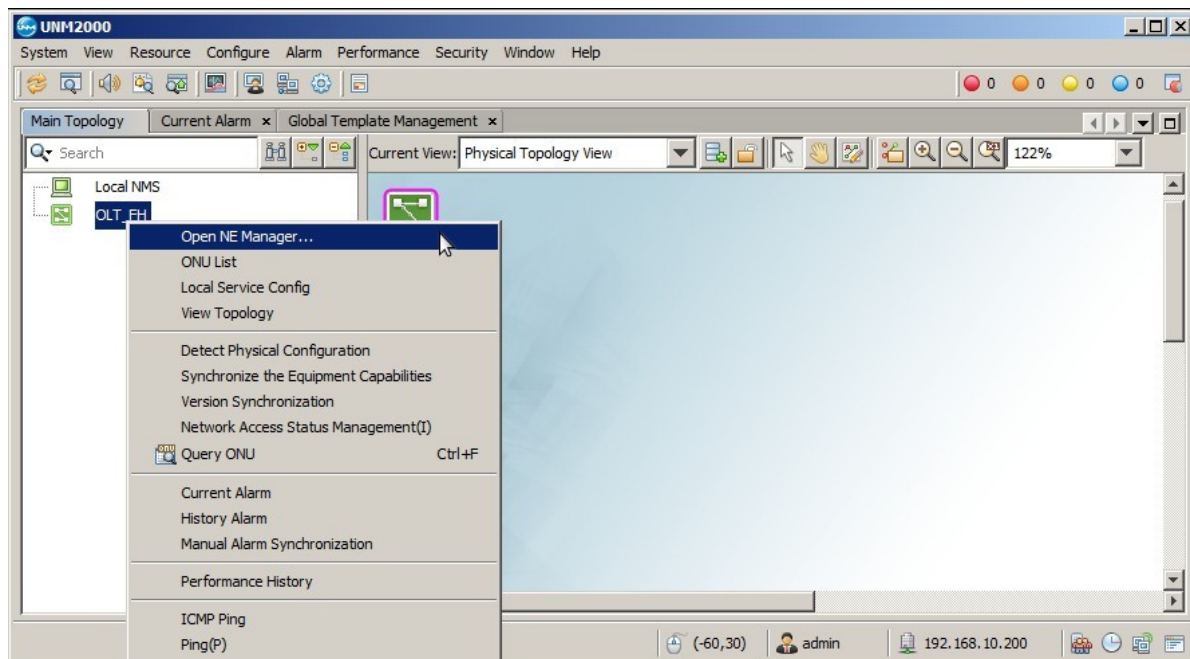 UNM2000
System View Resource Configure Alarm Performance Security Window Help
0 0 0 0
Main Topology Current Alarm Global Template Management
Search Current View: Physical Topology View 122%
Local NMS
OLT_FH
Open NE Manager...
ONU List
Local Service Config
View Topology
Detect Physical Configuration
Synchronize the Equipment Capabilities
Version Synchronization
Network Access Status Management(I)
Query ONU Ctrl+F
Current Alarm
History Alarm
Manual Alarm Synchronization
Performance History
ICMP Ping
Ping(P)
(-60,30) admin 192.168.10.200